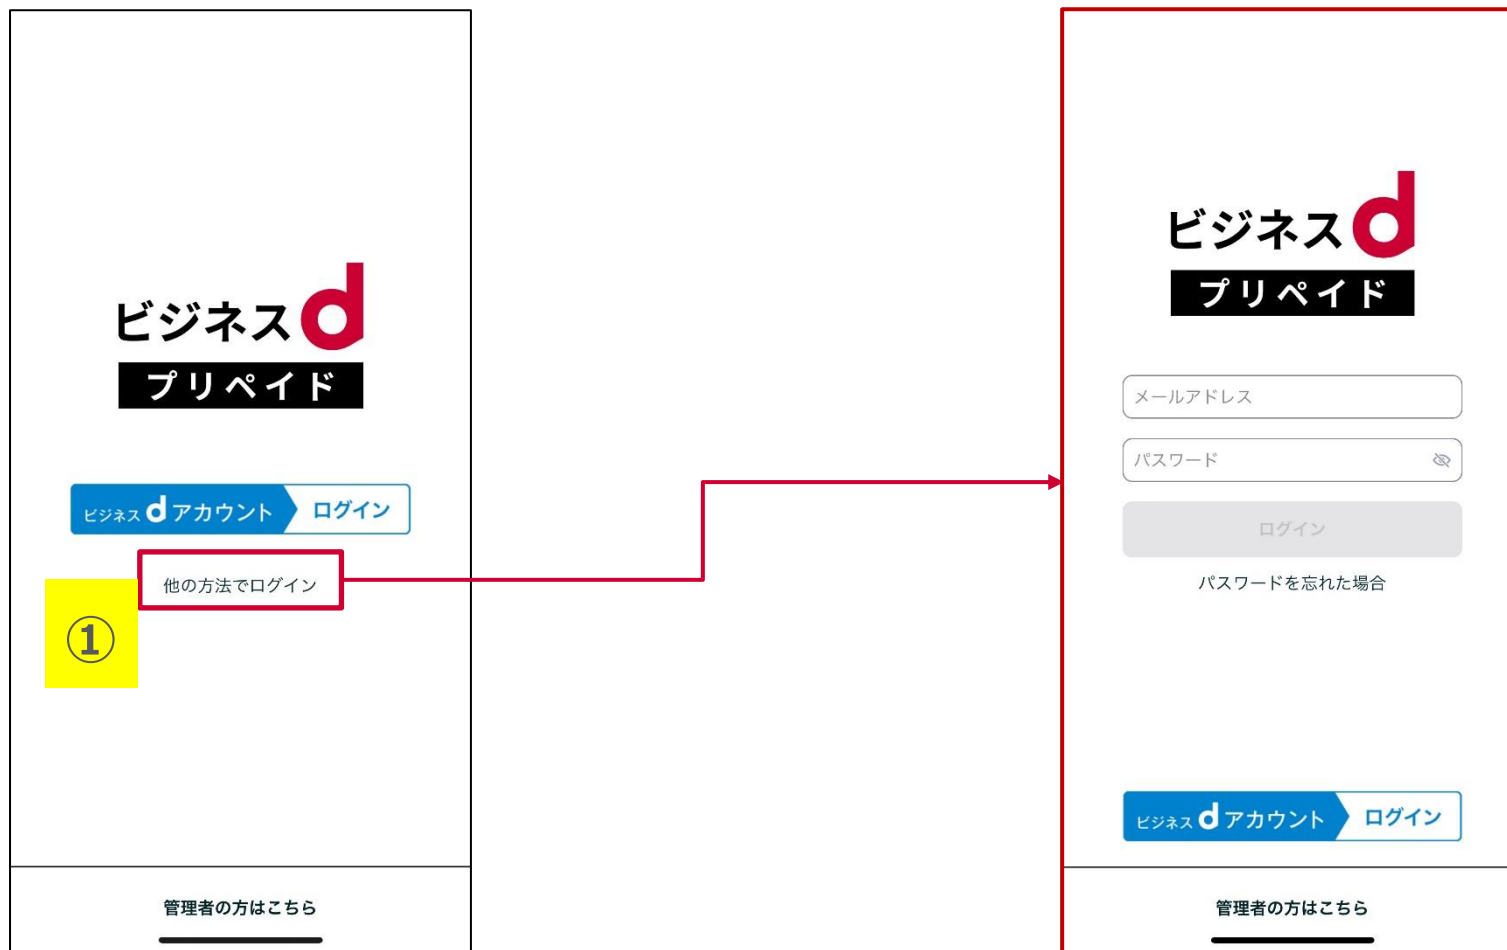 ビジネスd
プリペイド
ビジネス d アカウント ログイン
他の方法でログイン
①
管理者の方はこちら
ビジネスd
プリペイド
メールアドレス
パスワード
ログイン
パスワードを忘れた場合
ビジネス d アカウント ログイン
管理者の方はこちら